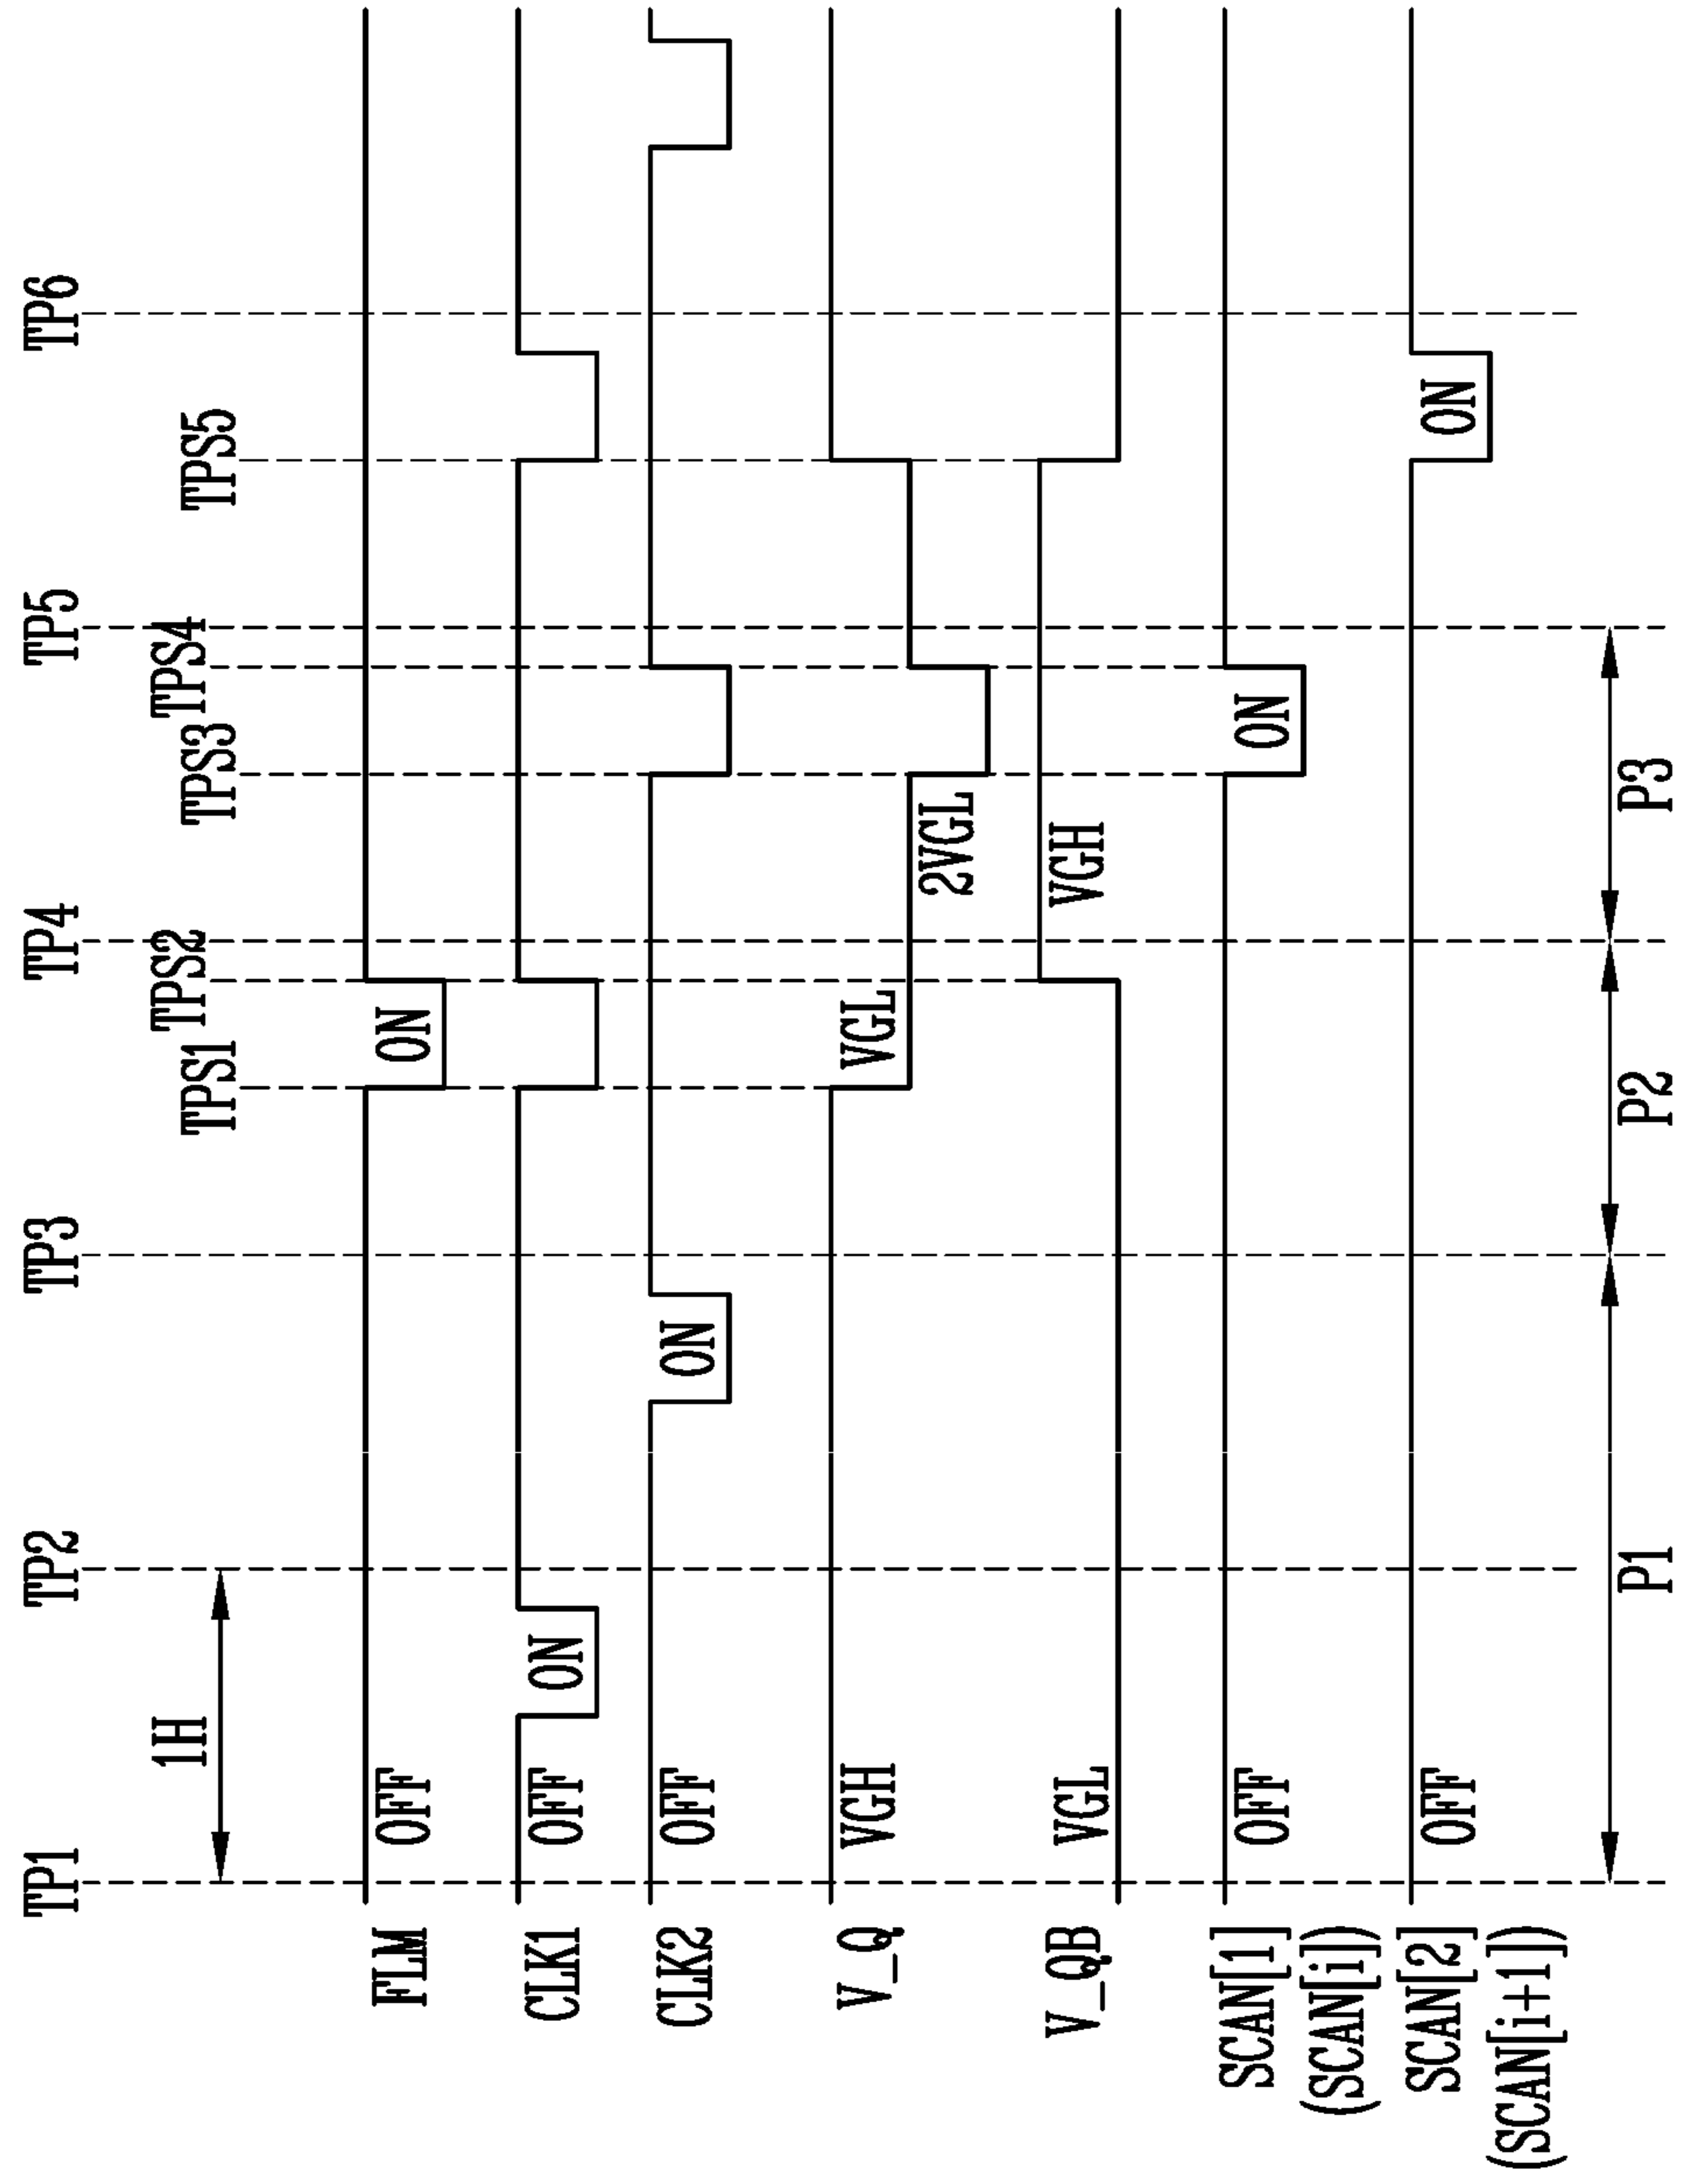 TP1 TP2 TP3 TP4 TP5 TP6
TPS2 TPS4
1H TPS1 TPS3 TPS5
FLM OFF ON
CLK1 OFF ON
CLK2 OFF ON
V_Q VGH VGL 2VGL
V_QB VGL VGH
SCAN[1] OFF ON
(SCAN[i])
SCAN[2] OFF ON
(SCAN[i+1])
P1 P2 P3